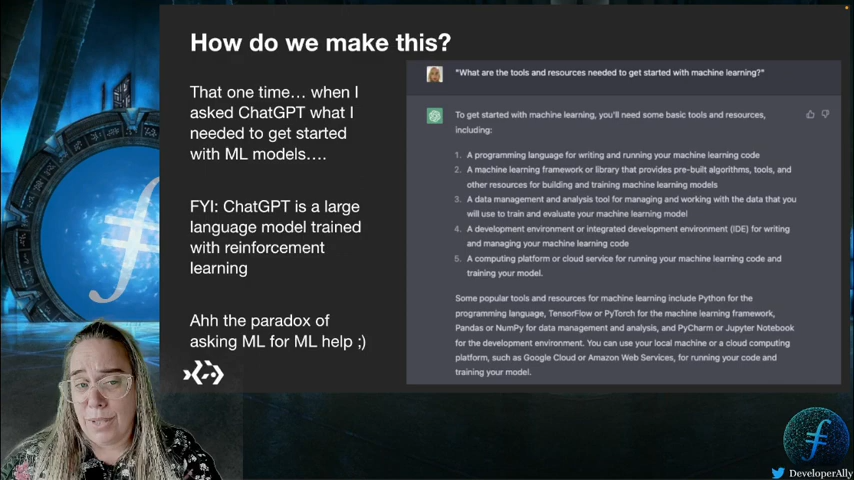 How do we make this?
That one time… when I
asked ChatGPT what I
needed to get started
with ML models….
FYI: ChatGPT is a large
language model trained
with reinforcement
learning
Ahh the paradox of
asking ML for ML help ;)
"What are the tools and resources needed to get started with machine learning?"
To get started with machine learning, you'll need some basic tools and resources,
including:
1. A programming language for writing and running your machine learning code
2. A machine learning framework or library that provides pre-built algorithms, tools, and
other resources for building and training machine learning models
3. A data management and analysis tool for managing and working with the data that you
will use to train and evaluate your machine learning model
4. A development environment or integrated development environment (IDE) for writing
and managing your machine learning code
5. A computing platform or cloud service for running your machine learning code and
training your model.
Some popular tools and resources for machine learning include Python for the
programming language, TensorFlow or PyTorch for the machine learning framework,
Pandas or NumPy for data management and analysis, and PyCharm or Jupyter Notebook
for the development environment. You can use your local machine or a cloud computing
platform, such as Google Cloud or Amazon Web Services, for running your code and
training your model.
DeveloperAlly